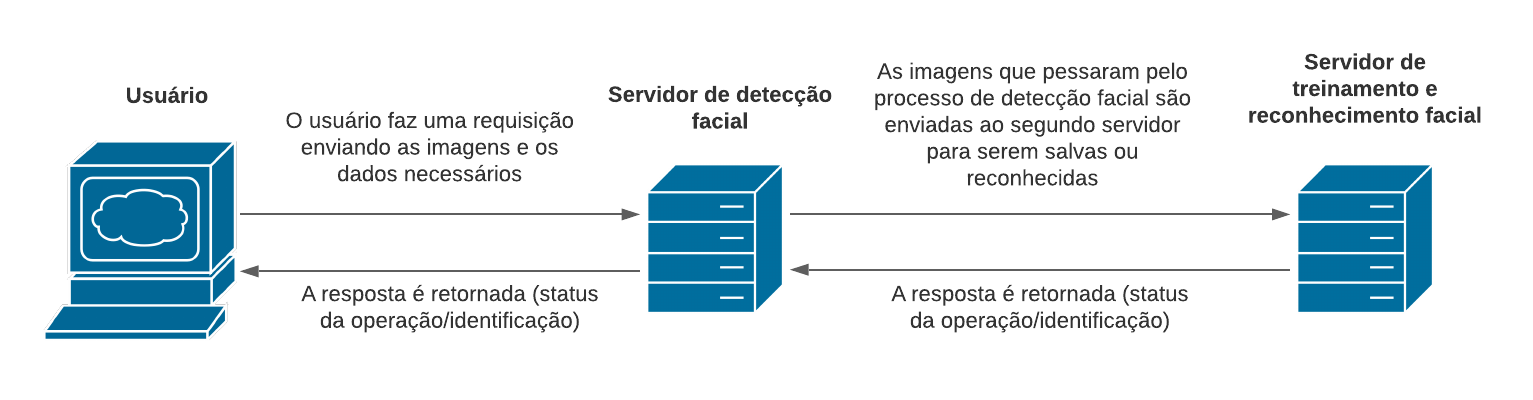 Usuário
O usuário faz uma requisição
enviando as imagens e os
dados necessários
A resposta é retornada (status
da operação/identificação)
Servidor de detecção
facial
As imagens que pessaram pelo
processo de detecção facial são
enviadas ao segundo servidor
para serem salvas ou
reconhecidas
A resposta é retornada (status
da operação/identificação)
Servidor de
treinamento e
reconhecimento facial